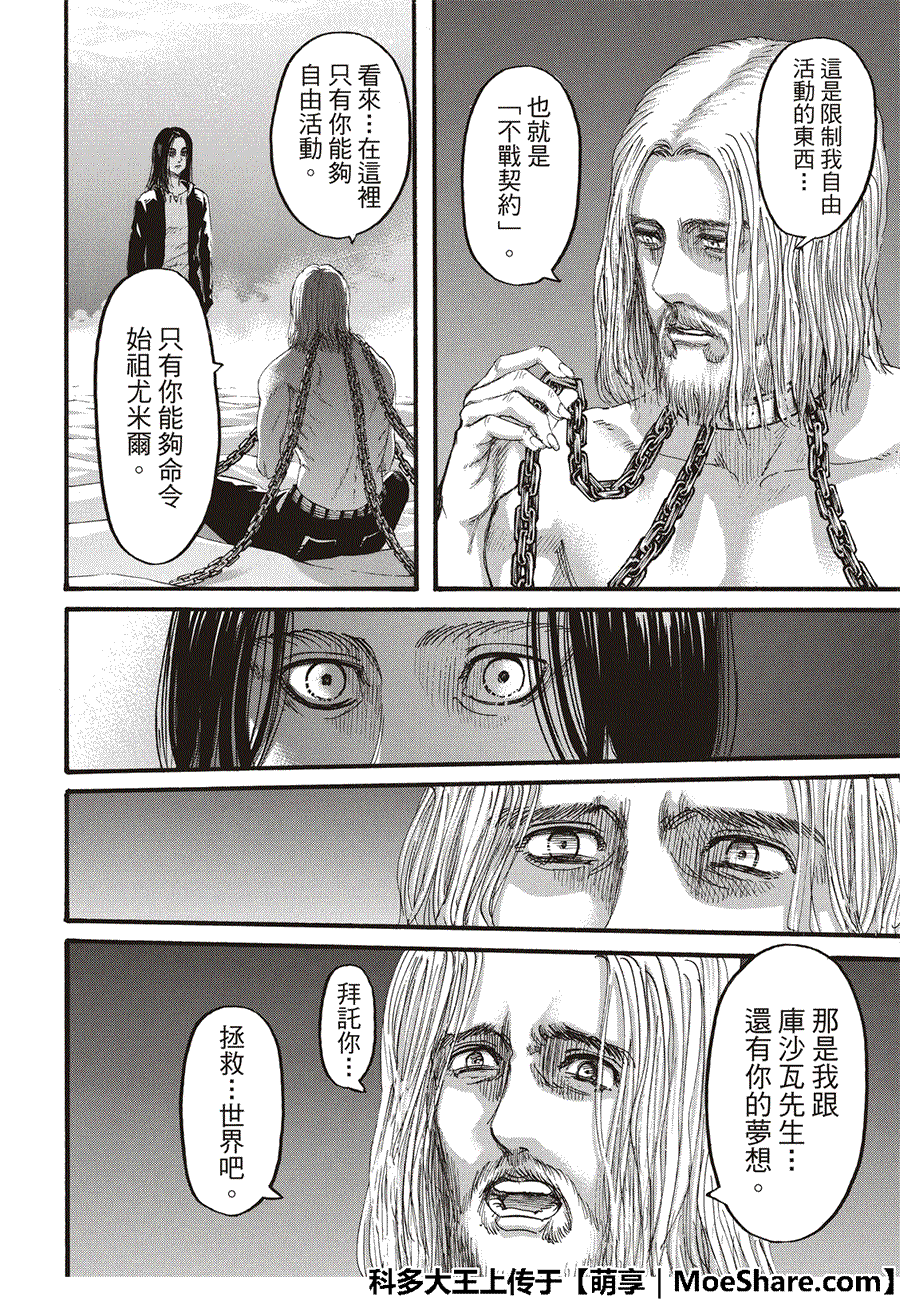 這是限制我自由
活動的東西…
也就是
「不戰契約」。
看來…在這裡
只有你能夠
自由活動。
只有你能夠命令
始祖尤米爾。
那是我跟
庫沙瓦先生…
還有你的夢想。
拜託你…
拯救…世界吧。
科多大王上传于【萌享｜MoeShare.com】